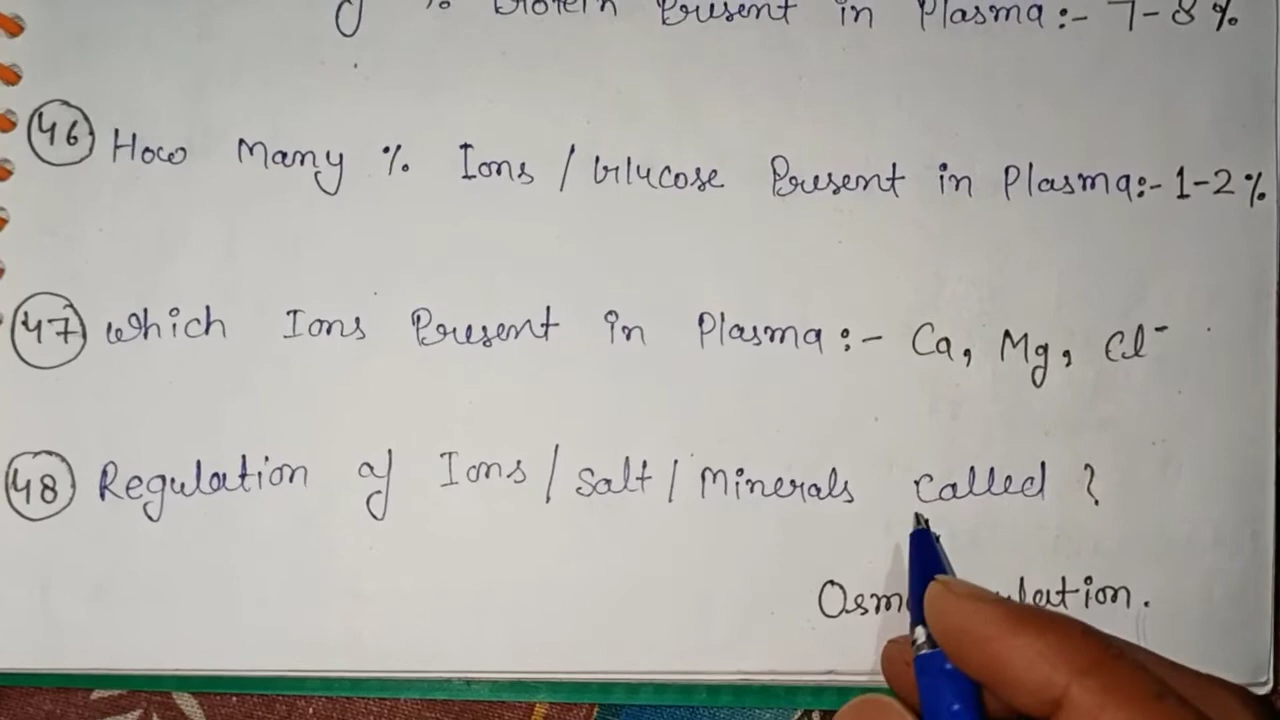 Protein Present in Plasma:- 7-8%
46 How Many % Ions / Glucose Present in Plasma:- 1-2%
47 Which Ions Present in Plasma:- Ca, Mg, Cl⁻
48 Regulation of Ions / Salt / Minerals called ?